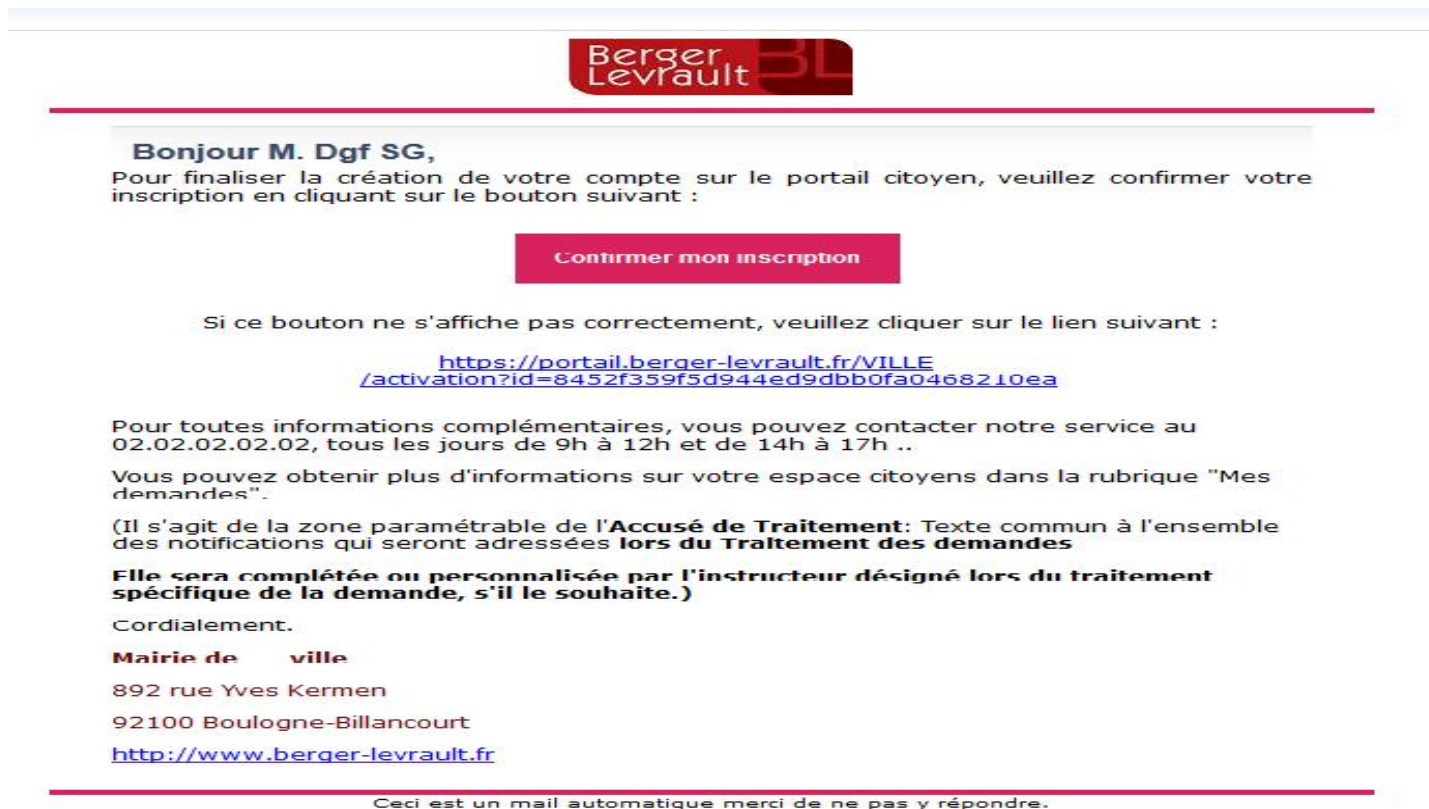 Berger
Levrault BL
Bonjour M. Dgf SG,
Pour finaliser la création de votre compte sur le portail citoyen, veuillez confirmer votre
inscription en cliquant sur le bouton suivant :
Confirmer mon inscription
Si ce bouton ne s'affiche pas correctement, veuillez cliquer sur le lien suivant :
https://portail.berger-levrault.fr/VILLE
/activation?id=8452f359f5d944ed9dbb0fa0468210ea
Pour toutes informations complémentaires, vous pouvez contacter notre service au
02.02.02.02.02, tous les jours de 9h à 12h et de 14h à 17h ..
Vous pouvez obtenir plus d'informations sur votre espace citoyens dans la rubrique "Mes
demandes".
(Il s'agit de la zone paramétrable de l'Accusé de Traitement: Texte commun à l'ensemble
des notifications qui seront adressées lors du Traitement des demandes
Elle sera complétée ou personnalisée par l'instructeur désigné lors du traitement
spécifique de la demande, s'il le souhaite.)
Cordialement.
Mairie de ville
892 rue Yves Kermen
92100 Boulogne-Billancourt
http://www.berger-levrault.fr
Ceci est un mail automatique merci de ne pas y répondre.